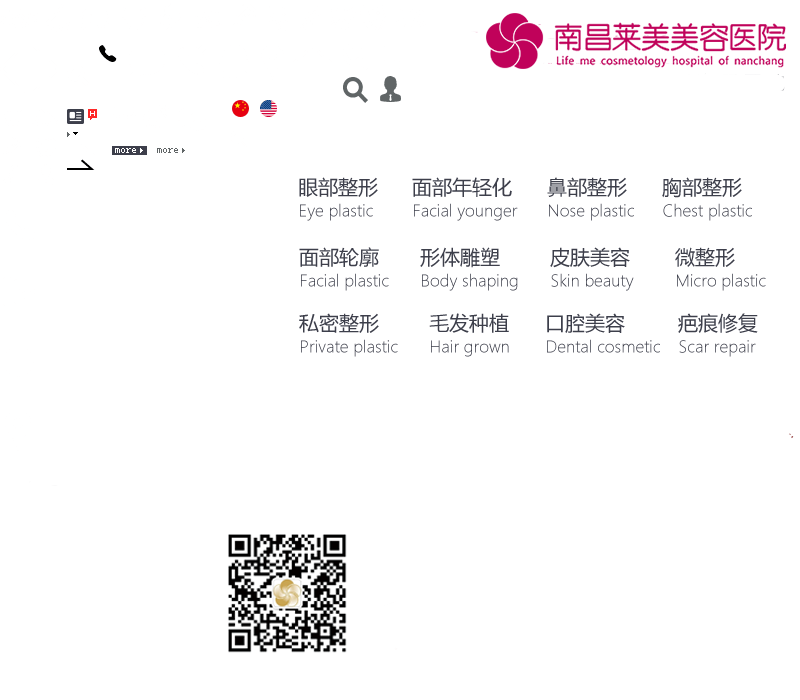 南昌莱美美容医院
Life me cosmetology hospital of nanchang
more more
眼部整形 面部年轻化 鼻部整形 胸部整形
Eye plastic Facial younger Nose plastic Chest plastic
面部轮廓 形体雕塑 皮肤美容 微整形
Facial plastic Body shaping Skin beauty Micro plastic
私密整形 毛发种植 口腔美容 疤痕修复
Private plastic Hair grown Dental cosmetic Scar repair